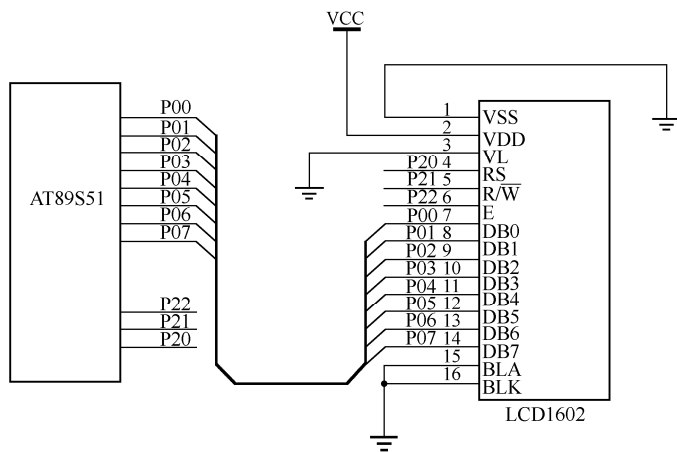 VCC
P00
P01
P02
P03
P04
P05
P06
P07
AT89S51
P22
P21
P20
1 VSS
2 VDD
3 VL
P20 4 RS
P21 5 R/W̅
P22 6 E
P00 7 DB0
P01 8 DB1
P02 9 DB2
P03 10 DB3
P04 11 DB4
P05 12 DB5
P06 13 DB6
P07 14 DB7
15 BLA
16 BLK
LCD1602